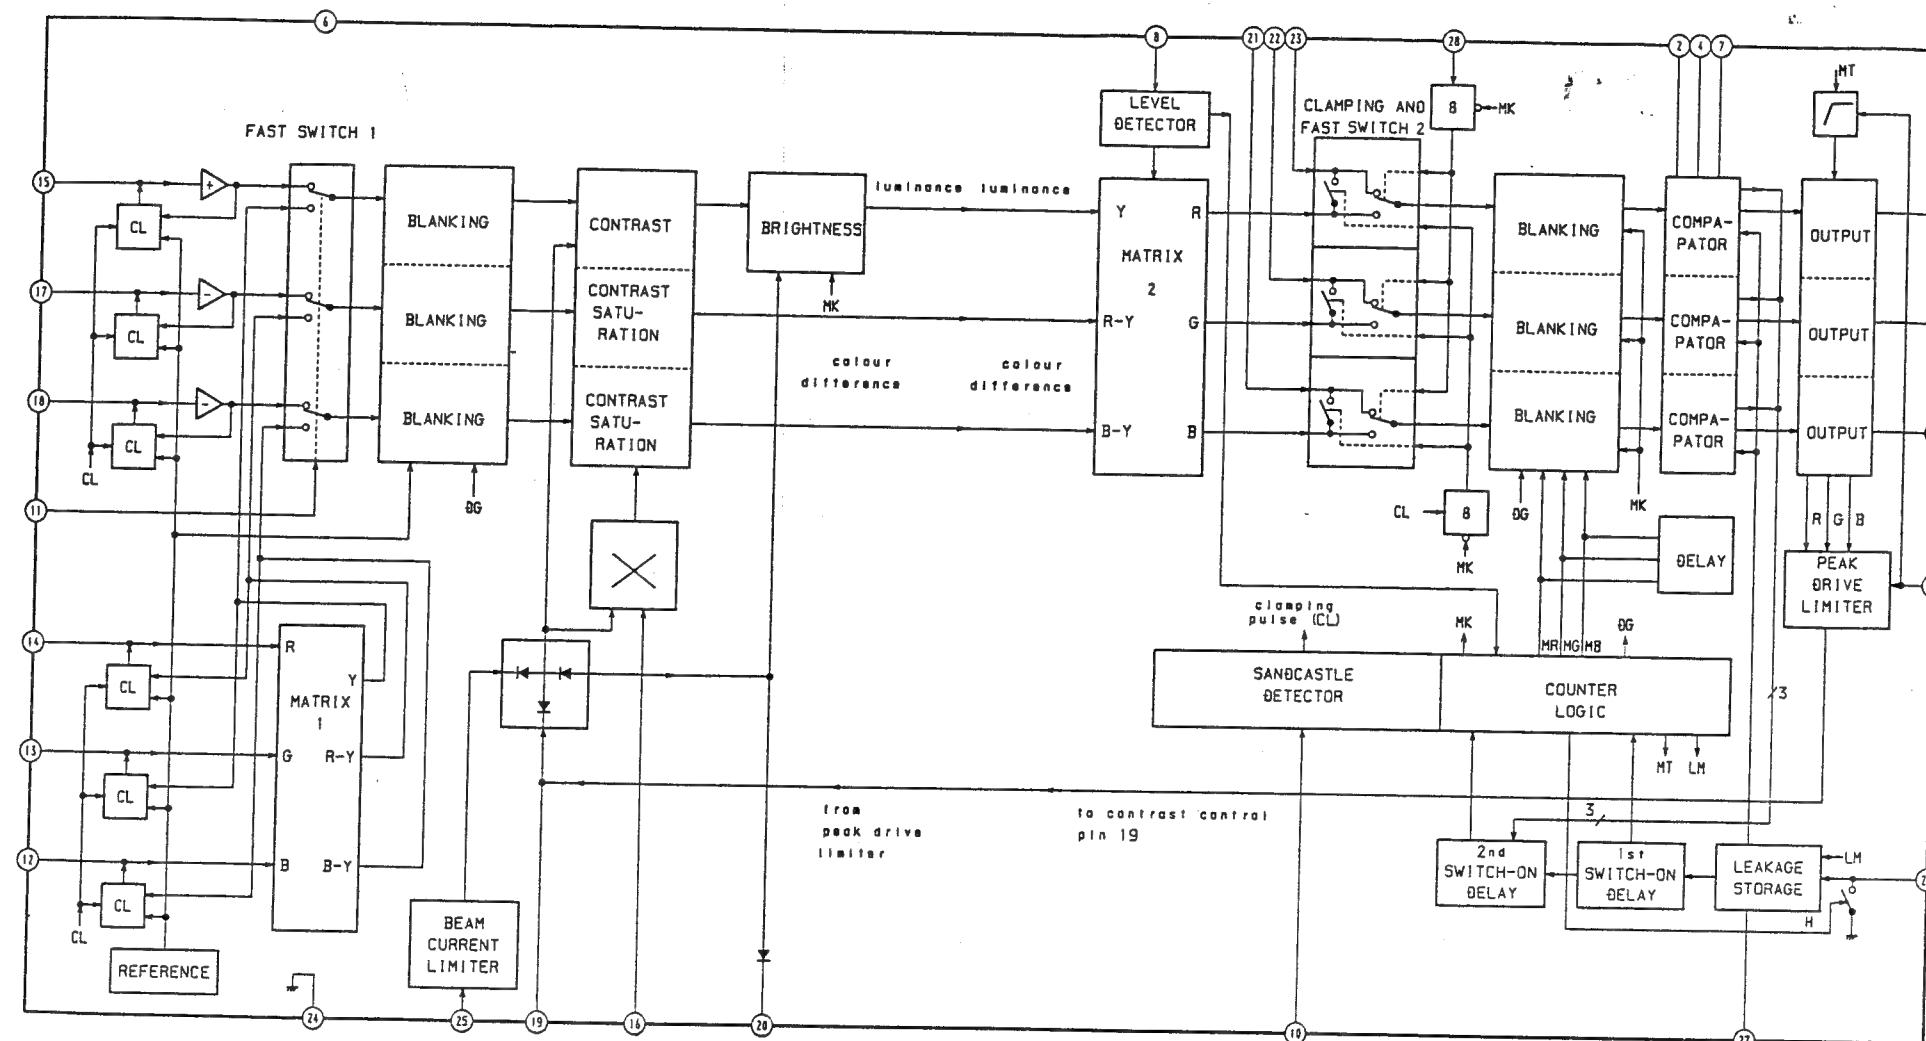 6
8
21
22
23
28
2
4
7
MT
LEVEL
DETECTOR
CLAMPING AND
FAST SWITCH 2
8
MK
FAST SWITCH 1
15
+
CL
BLANKING
CONTRAST
BRIGHTNESS
MK
luminance luminance
Y
R
MATRIX
2
BLANKING
COMPA-
PATOR
OUTPUT
17
-
CL
BLANKING
CONTRAST
SATU-
RATION
R-Y
G
BLANKING
COMPA-
PATOR
OUTPUT
colour
difference
colour
difference
18
-
CL
CL
BLANKING
CONTRAST
SATU-
RATION
B-Y
B
BLANKING
COMPA-
PATOR
OUTPUT
11
DG
CL
8
MK
DG
MK
R G B
DELAY
PEAK
DRIVE
LIMITER
clamping
pulse (CL)
MK
MR MG MB
DG
14
CL
R
Y
MATRIX
1
SANDCASTLE
DETECTOR
COUNTER
LOGIC
3
13
CL
G
R-Y
MT LM
from
peak drive
limiter
to contrast control
pin 19
3
12
CL
CL
B
B-Y
2nd
SWITCH-ON
DELAY
1st
SWITCH-ON
DELAY
LEAKAGE
STORAGE
LM
H
REFERENCE
BEAM
CURRENT
LIMITER
24
25
19
16
20
10
27